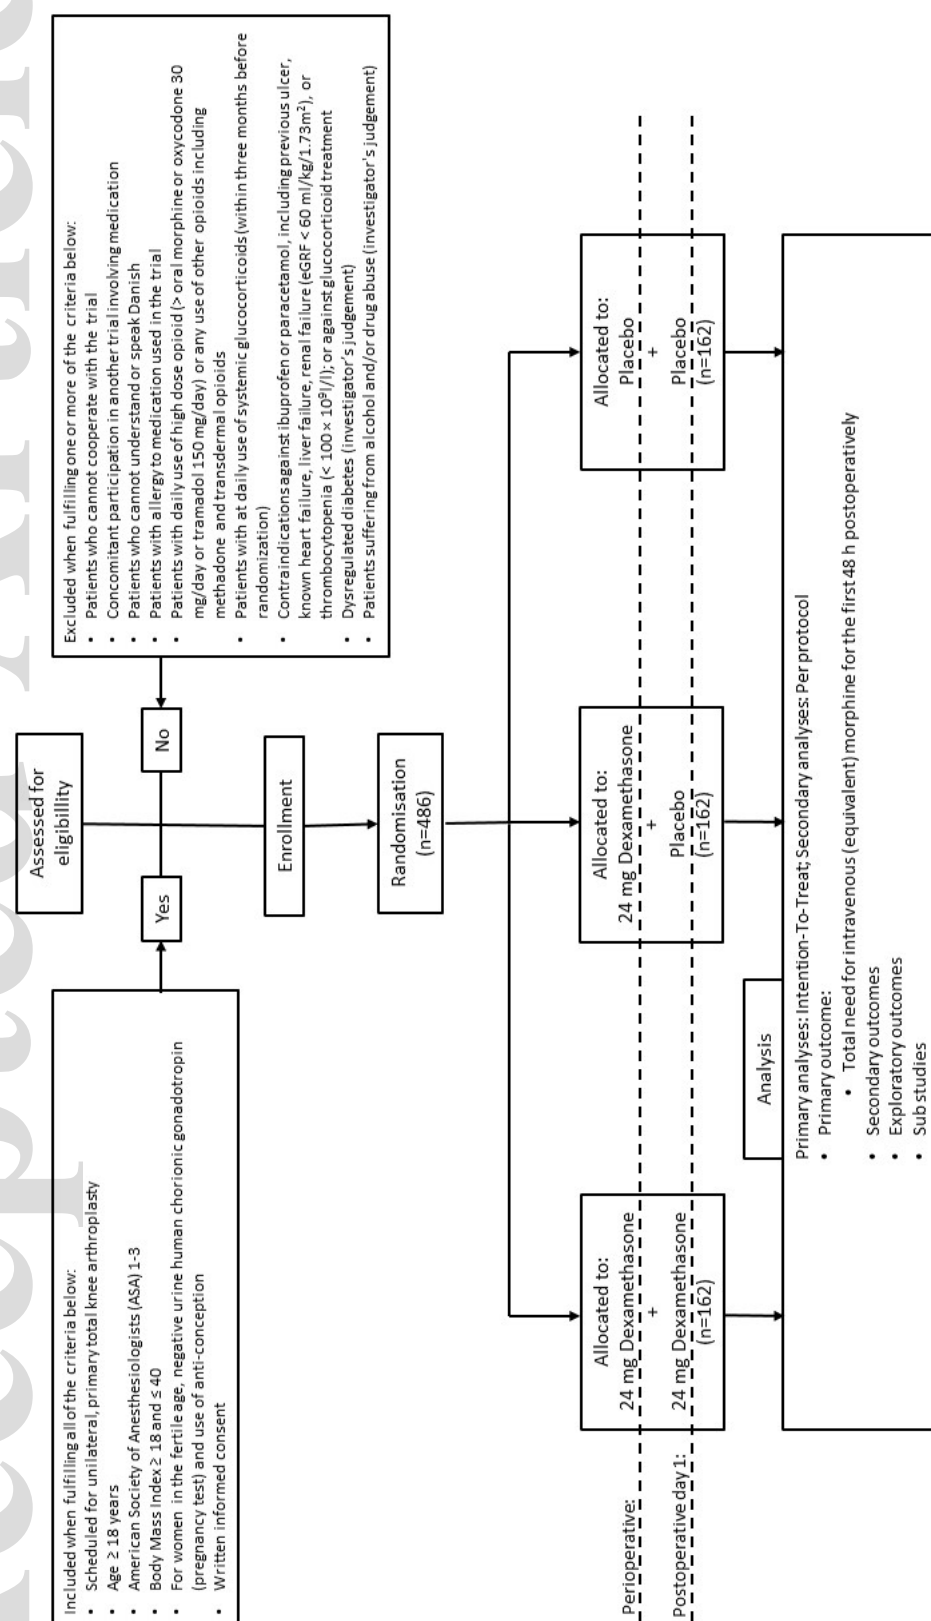 Assessed for
eligibillity
Included when fulfilling all of the criteria below:
• Scheduled for unilateral, primary total knee arthroplasty
• Age ≥ 18 years
• American Society of Anesthesiologists (ASA) 1-3
• Body Mass Index ≥ 18 and ≤ 40
• For women in the fertile age, negative urine human chorionic gonadotropin
(pregnancy test) and use of anti-conception
• Written informed consent
Yes
No
Excluded when fulfilling one or more of the criteria below:
• Patients who cannot cooperate with the trial
• Concomitant participation in another trial involving medication
• Patients who cannot understand or speak Danish
• Patients with allergy to medication used in the trial
• Patients with daily use of high dose opioid (> oral morphine or oxycodone 30
mg/day or tramadol 150 mg/day) or any use of other opioids including
methadone and transdermal opioids
• Patients with at daily use of systemic glucocorticoids (within three months before
randomization)
• Contraindications against ibuprofen or paracetamol, including previous ulcer,
known heart failure, liver failure, renal failure (eGRF < 60 ml/kg/1.73m²), or
thrombocytopenia (< 100 × 10⁹l/l); or against glucocorticoid treatment
• Dysregulated diabetes (investigator's judgement)
• Patients suffering from alcohol and/or drug abuse (investigator's judgement)
Enrollment
Randomisation
(n=486)
Perioperative:
Postoperative day 1:
Allocated to:
24 mg Dexamethasone
+
24 mg Dexamethasone
(n=162)
Allocated to:
24 mg Dexamethasone
+
Placebo
(n=162)
Allocated to:
Placebo
+
Placebo
(n=162)
Analysis
Primary analyses: Intention-To-Treat; Secondary analyses: Per protocol
• Primary outcome:
• Total need for intravenous (equivalent) morphine for the first 48 h postoperatively
• Secondary outcomes
• Exploratory outcomes
• Sub studies